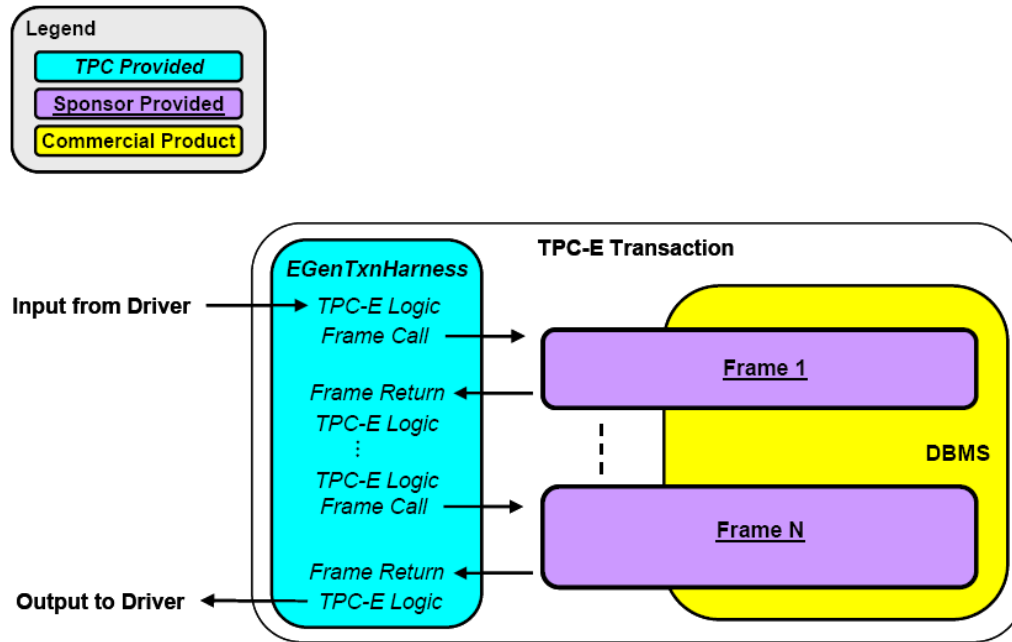 Legend
TPC Provided
Sponsor Provided
Commercial Product
TPC-E Transaction
EGenTxnHarness
Input from Driver
TPC-E Logic
Frame Call
Frame 1
Frame Return
TPC-E Logic
⋮
DBMS
TPC-E Logic
Frame Call
Frame N
Frame Return
Output to Driver
TPC-E Logic